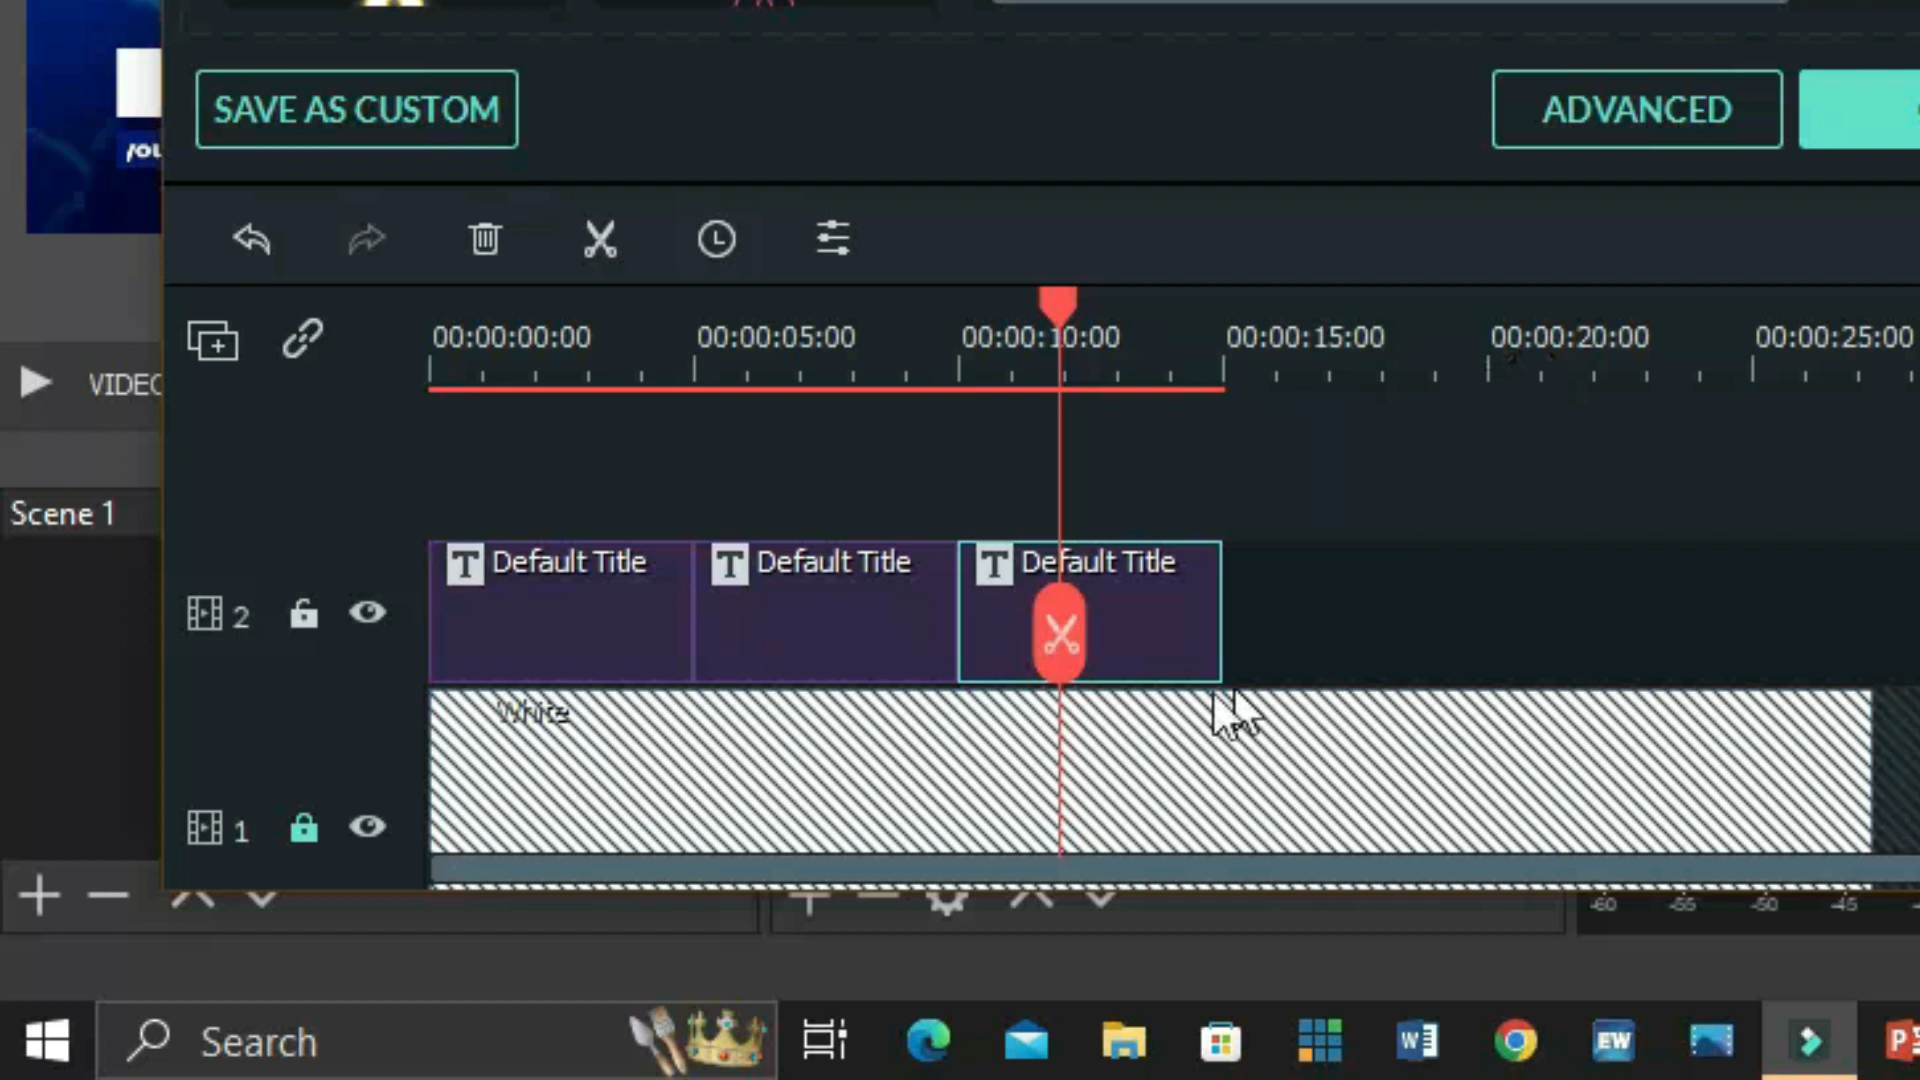 SAVE AS CUSTOM
ADVANCED
00:00:00:00
00:00:05:00
00:00:10:00
00:00:15:00
00:00:20:00
00:00:25:00
VIDEO
Scene 1
T Default Title
T Default Title
T Default Title
2
White
1
-60
-55
-50
-45
Search
W
EW
P